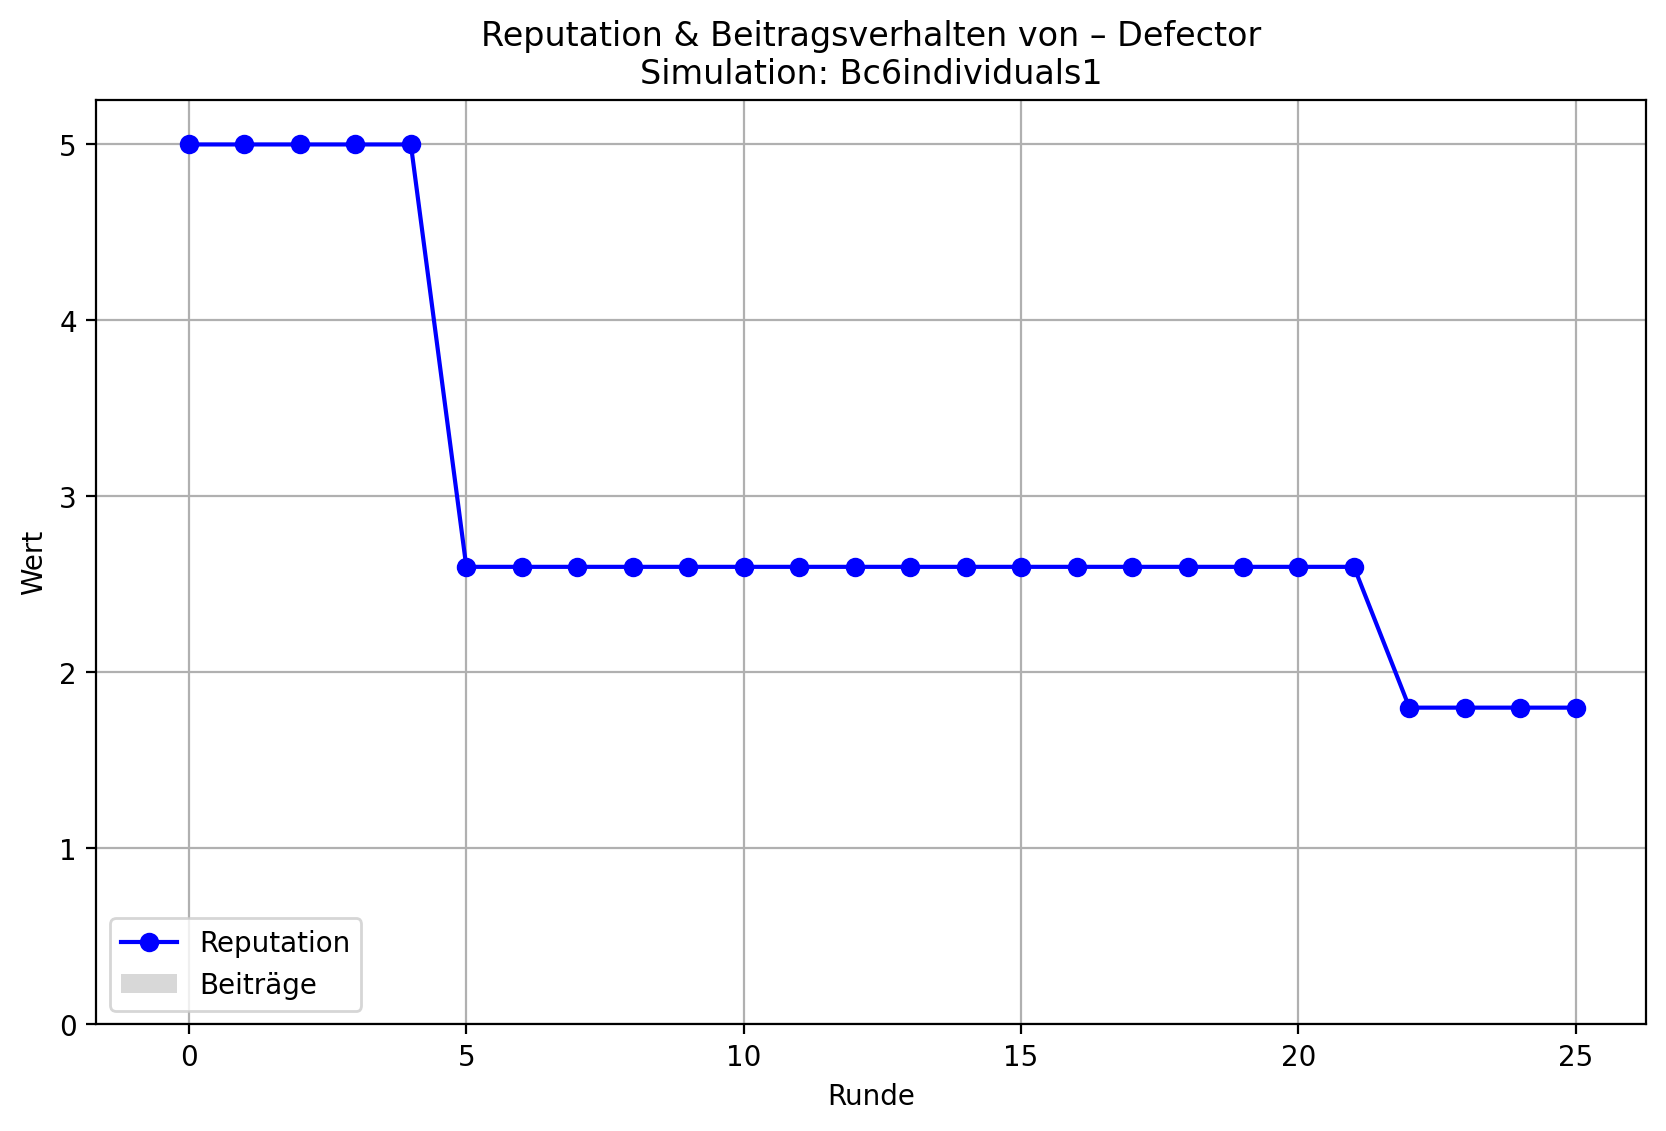 Reputation & Beitragsverhalten von – Defector
Simulation: Bc6individuals1
5
4
3
2
1
0
Wert
Reputation
Beiträge
0 5 10 15 20 25
Runde